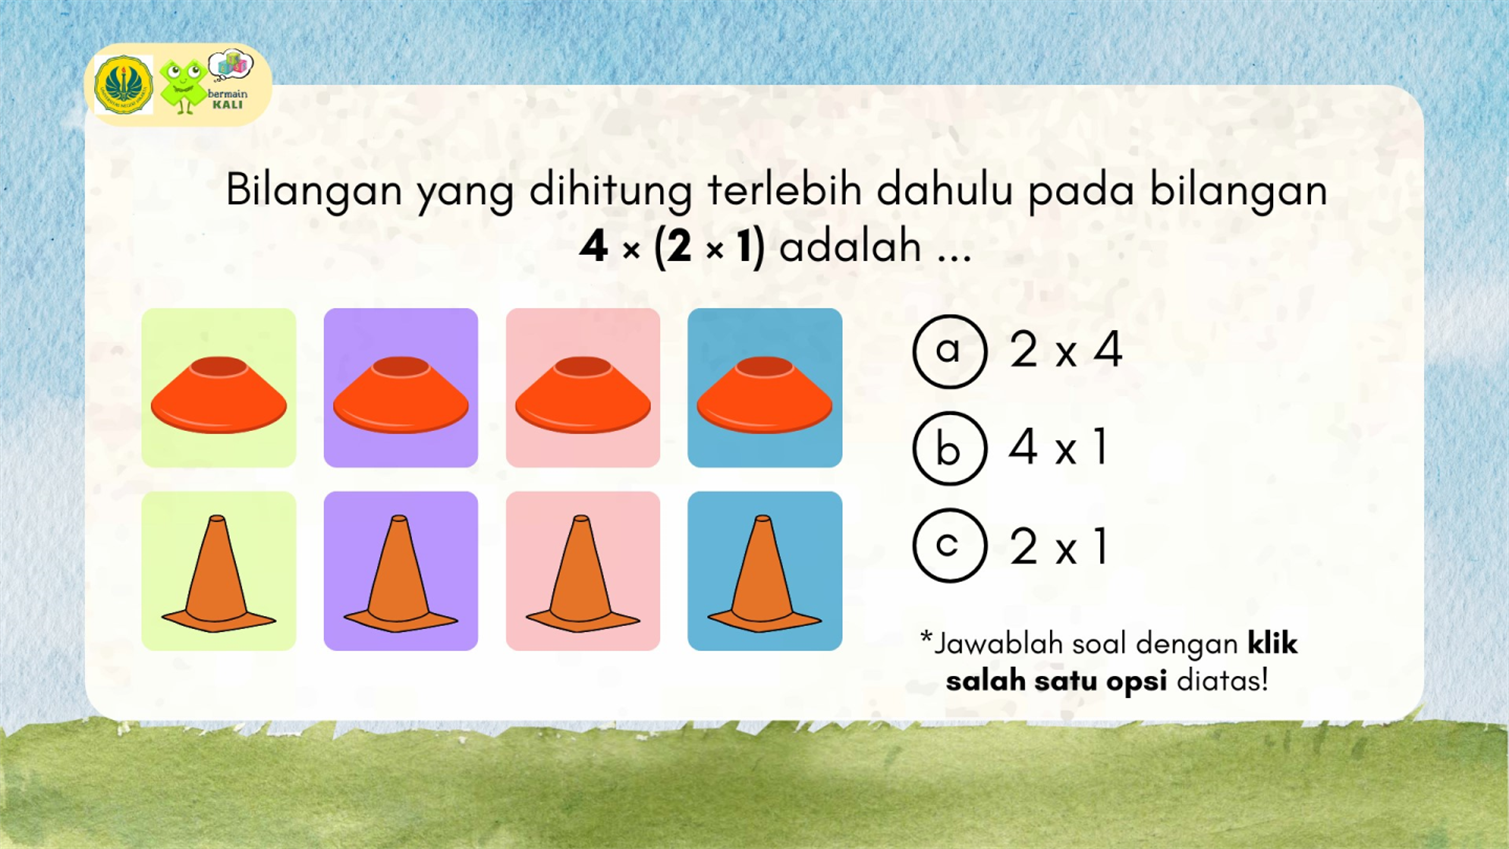 bermain
KALI
Bilangan yang dihitung terlebih dahulu pada bilangan
4 × (2 × 1) adalah ...
a 2 x 4
b 4 x 1
c 2 x 1
*Jawablah soal dengan klik
salah satu opsi diatas!